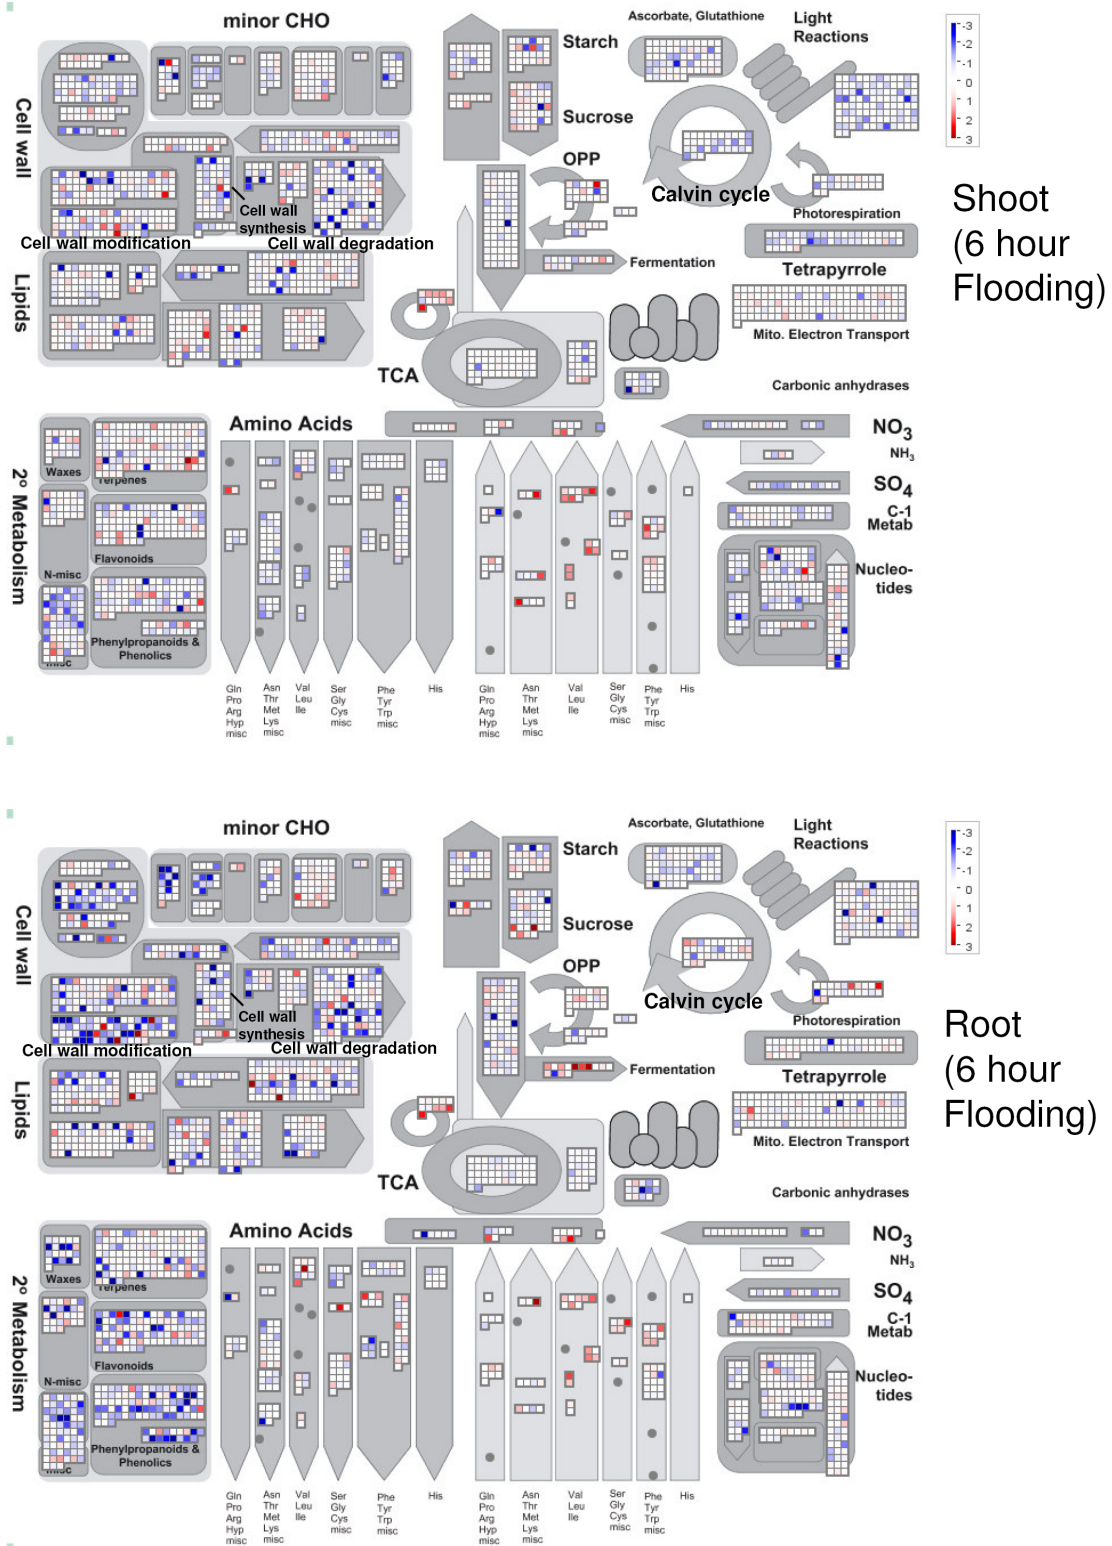 minor CHO
Starch
Sucrose
Ascorbate, Glutathione
Light
Reactions
-3
-2
-1
0
1
2
3
Cell wall
OPP
Calvin cycle
Photorespiration
Cell wall
synthesis
Cell wall modification
Cell wall degradation
Shoot
(6 hour
Flooding)
Lipids
Fermentation
Tetrapyrrole
Mito. Electron Transport
TCA
Carbonic anhydrases
Amino Acids
NO3
NH3
SO4
C-1
Metab
Nucleo-
tides
2º Metabolism
Waxes
Terpenes
Flavonoids
N-misc
Phenylpropanoids &
Phenolics
misc
Gln
Pro
Arg
Hyp
misc
Asn
Thr
Met
Lys
misc
Val
Leu
Ile
Ser
Gly
Cys
misc
Phe
Tyr
Trp
misc
His
Gln
Pro
Arg
Hyp
misc
Asn
Thr
Met
Lys
misc
Val
Leu
Ile
Ser
Gly
Cys
misc
Phe
Tyr
Trp
misc
His
minor CHO
Starch
Sucrose
Ascorbate, Glutathione
Light
Reactions
-3
-2
-1
0
1
2
3
Cell wall
OPP
Calvin cycle
Photorespiration
Cell wall
synthesis
Cell wall modification
Cell wall degradation
Root
(6 hour
Flooding)
Lipids
Fermentation
Tetrapyrrole
Mito. Electron Transport
TCA
Carbonic anhydrases
Amino Acids
NO3
NH3
SO4
C-1
Metab
Nucleo-
tides
2º Metabolism
Waxes
Terpenes
Flavonoids
N-misc
Phenylpropanoids &
Phenolics
misc
Gln
Pro
Arg
Hyp
misc
Asn
Thr
Met
Lys
misc
Val
Leu
Ile
Ser
Gly
Cys
misc
Phe
Tyr
Trp
misc
His
Gln
Pro
Arg
Hyp
misc
Asn
Thr
Met
Lys
misc
Val
Leu
Ile
Ser
Gly
Cys
misc
Phe
Tyr
Trp
misc
His